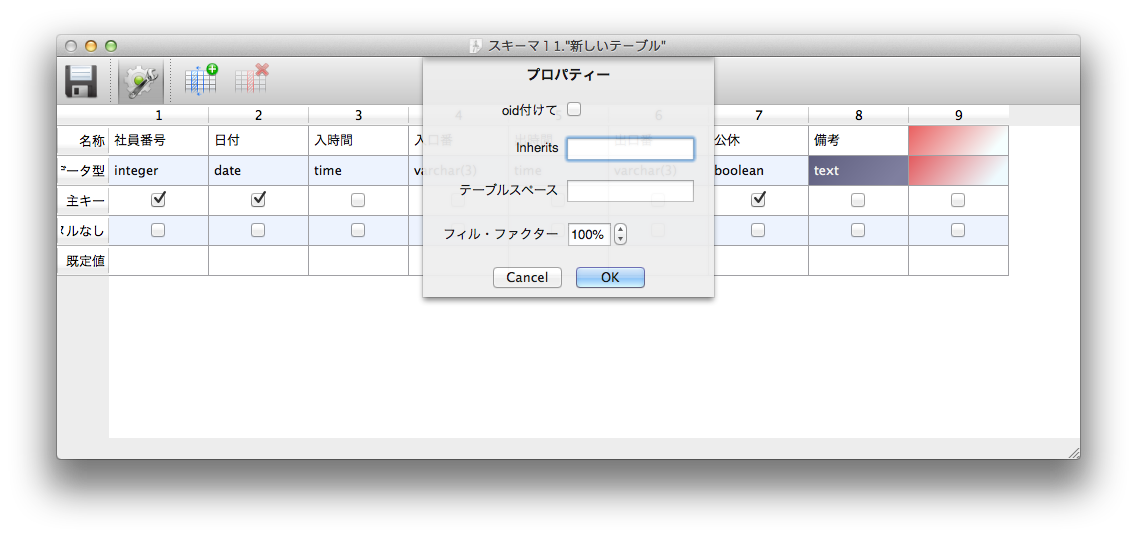 スキーマ１1."新しいテーブル"
プロパティー
oid付けて
Inherits
テーブルスペース
フィル・ファクター 100%
Cancel OK
1 2 3 4 5 6 7 8 9
名称 社員番号 日付 入時間 入口番 出時間 出口番 公休 備考
データ型 integer date time varchar(3) time varchar(3) boolean text
主キー
ヌルなし
既定値